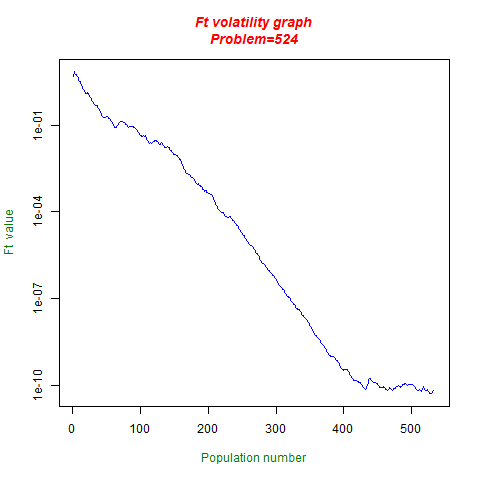 Ft volatility graph
Problem=524
Ft value
1e-01
1e-04
1e-07
1e-10
0 100 200 300 400 500
Population number